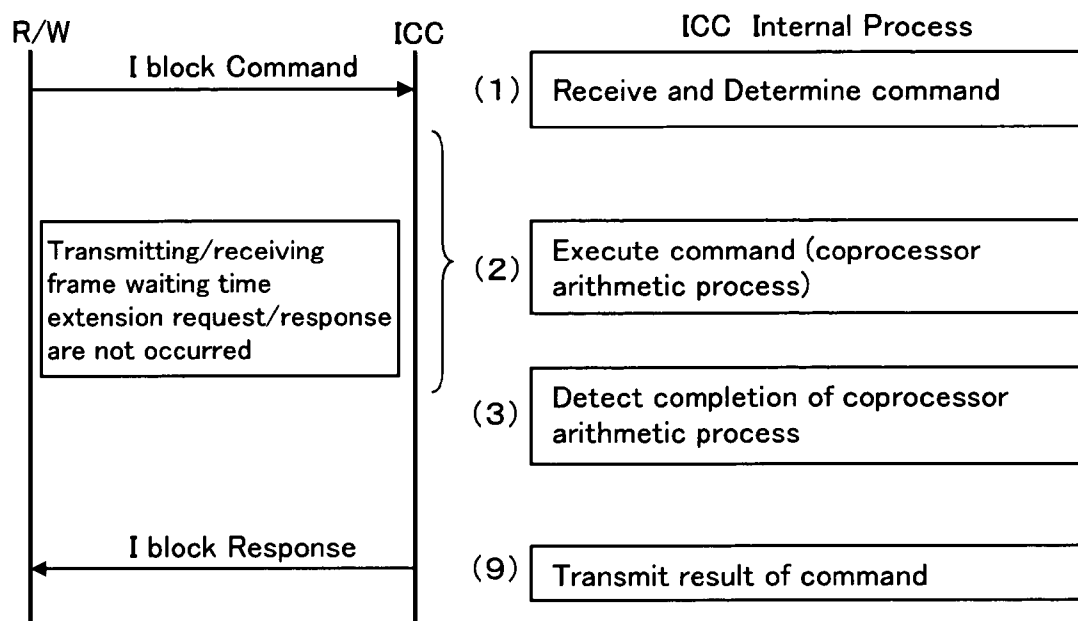 R/W
ICC
ICC Internal Process
I block Command
(1)
Receive and Determine command
Transmitting/receiving
frame waiting time
extension request/response
are not occurred
(2)
Execute command (coprocessor
arithmetic process)
(3)
Detect completion of coprocessor
arithmetic process
I block Response
(9)
Transmit result of command